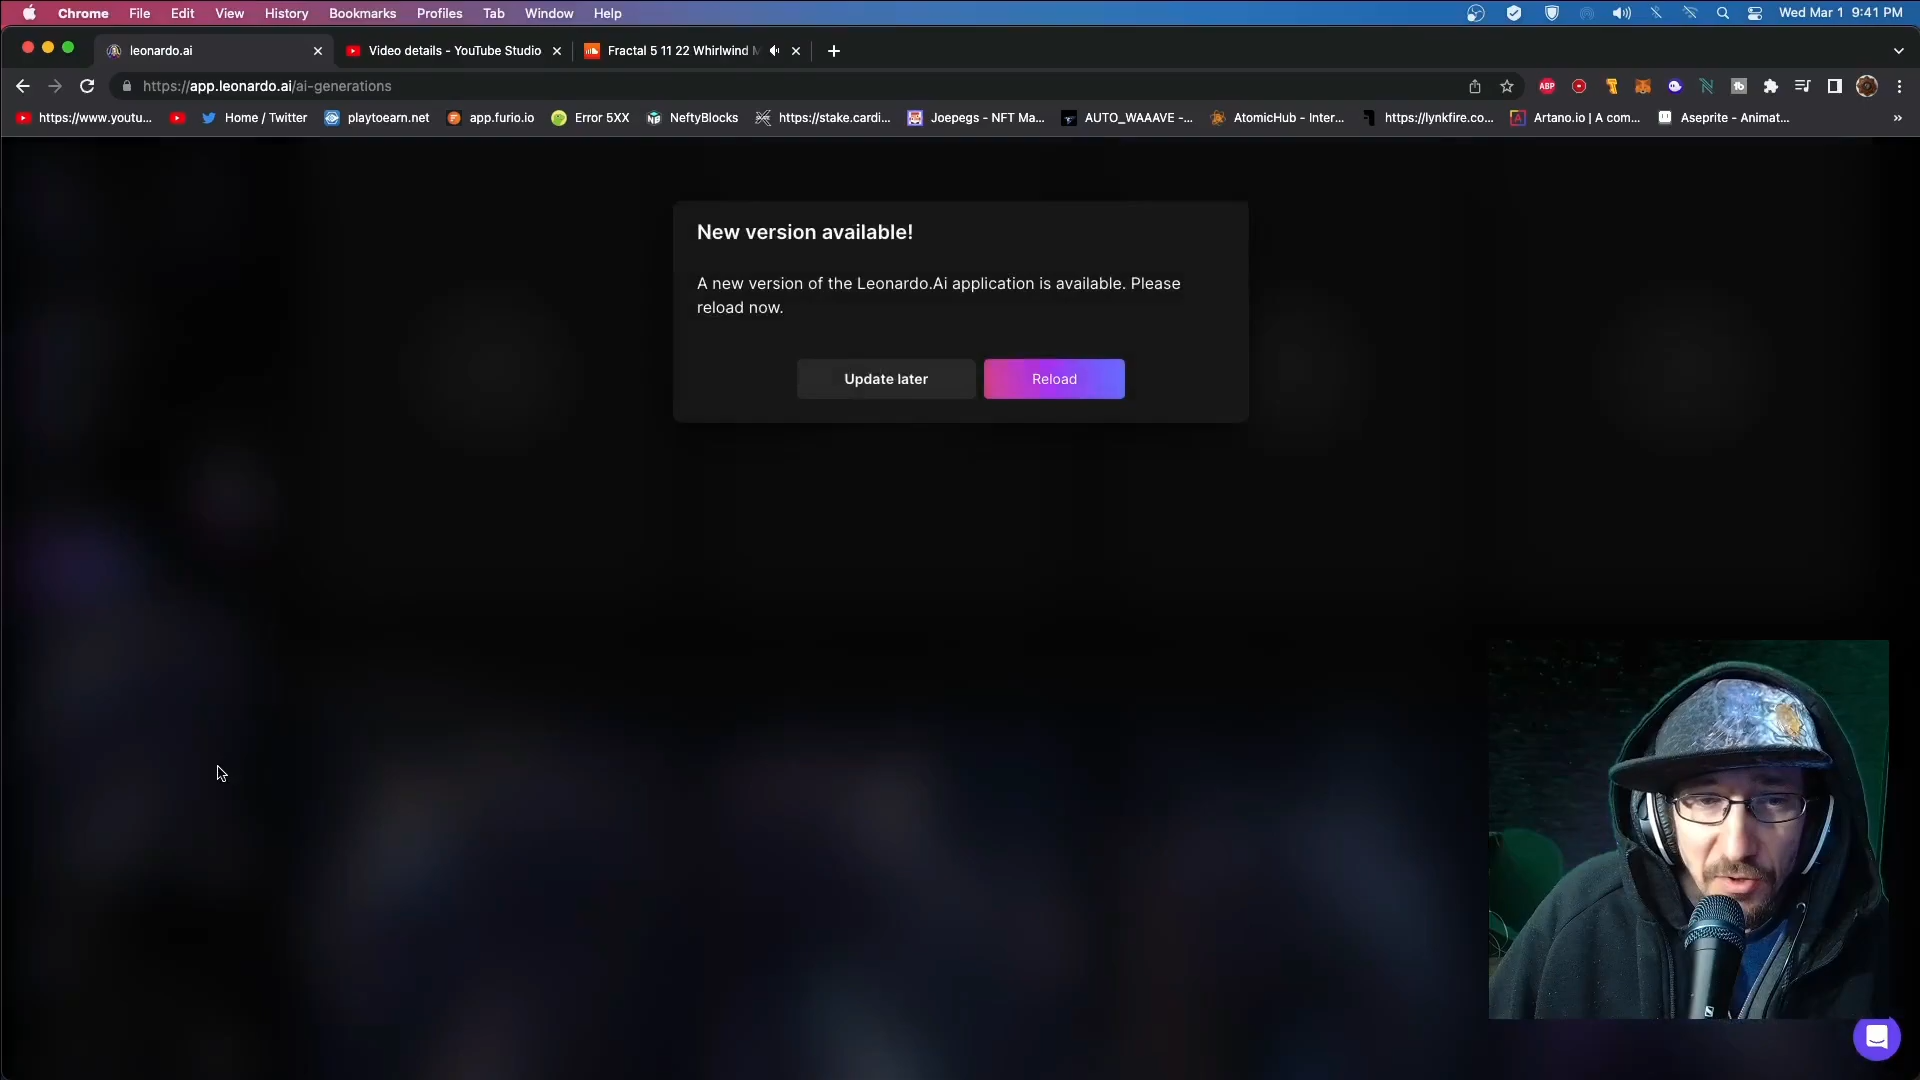 Chrome File Edit View History Bookmarks Profiles Tab Window Help Wed Mar 1 9:41 PM
leonardo.ai Video details - YouTube Studio Fractal 5 11 22 Whirlwind
https://app.leonardo.ai/ai-generations ABP tb
https://www.youtu... Home / Twitter playtoearn.net app.furio.io Error 5XX NeftyBlocks https://stake.cardi... Joepegs - NFT Ma... AUTO_WAAAVE -... AtomicHub - Inter... https://lynkfire.co... Artano.io | A com... Aseprite - Animat... »
New version available!
A new version of the Leonardo.Ai application is available. Please
reload now.
Update later Reload